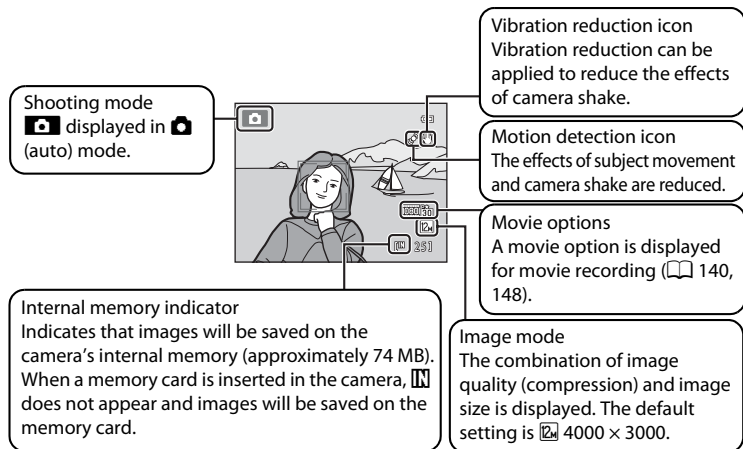 Vibration reduction icon
Vibration reduction can be
applied to reduce the effects
of camera shake.
Shooting mode
displayed in
(auto) mode.
Motion detection icon
The effects of subject movement
and camera shake are reduced.
Movie options
A movie option is displayed
for movie recording ( 140,
148).
12M
[IN 251]
Internal memory indicator
Indicates that images will be saved on the
camera’s internal memory (approximately 74 MB).
When a memory card is inserted in the camera, IN
does not appear and images will be saved on the
memory card.
Image mode
The combination of image
quality (compression) and image
size is displayed. The default
setting is 12M 4000 × 3000.